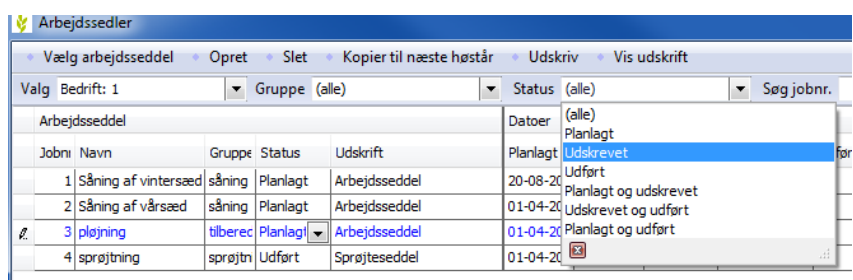 Arbejdssedler
Vælg arbejdsseddel Opret Slet Kopier til næste høstår Udskriv Vis udskrift
Valg Bedrift: 1 Gruppe (alle) Status (alle) Søg jobnr.
(alle)
Planlagt
Udskrevet
Udført
Planlagt og udskrevet
Udskrevet og udført
Planlagt og udført
Arbejdsseddel Datoer
Jobnr Navn Gruppe Status Udskrift Planlagt
1 Såning af vintersæd såning Planlagt Arbejdsseddel 20-08-20
2 Såning af vårsæd såning Planlagt Arbejdsseddel 01-04-20
3 pløjning tilbered Planlagt Arbejdsseddel 01-04-20
4 sprøjtning sprøjtn Udført Sprøjteseddel 01-04-20